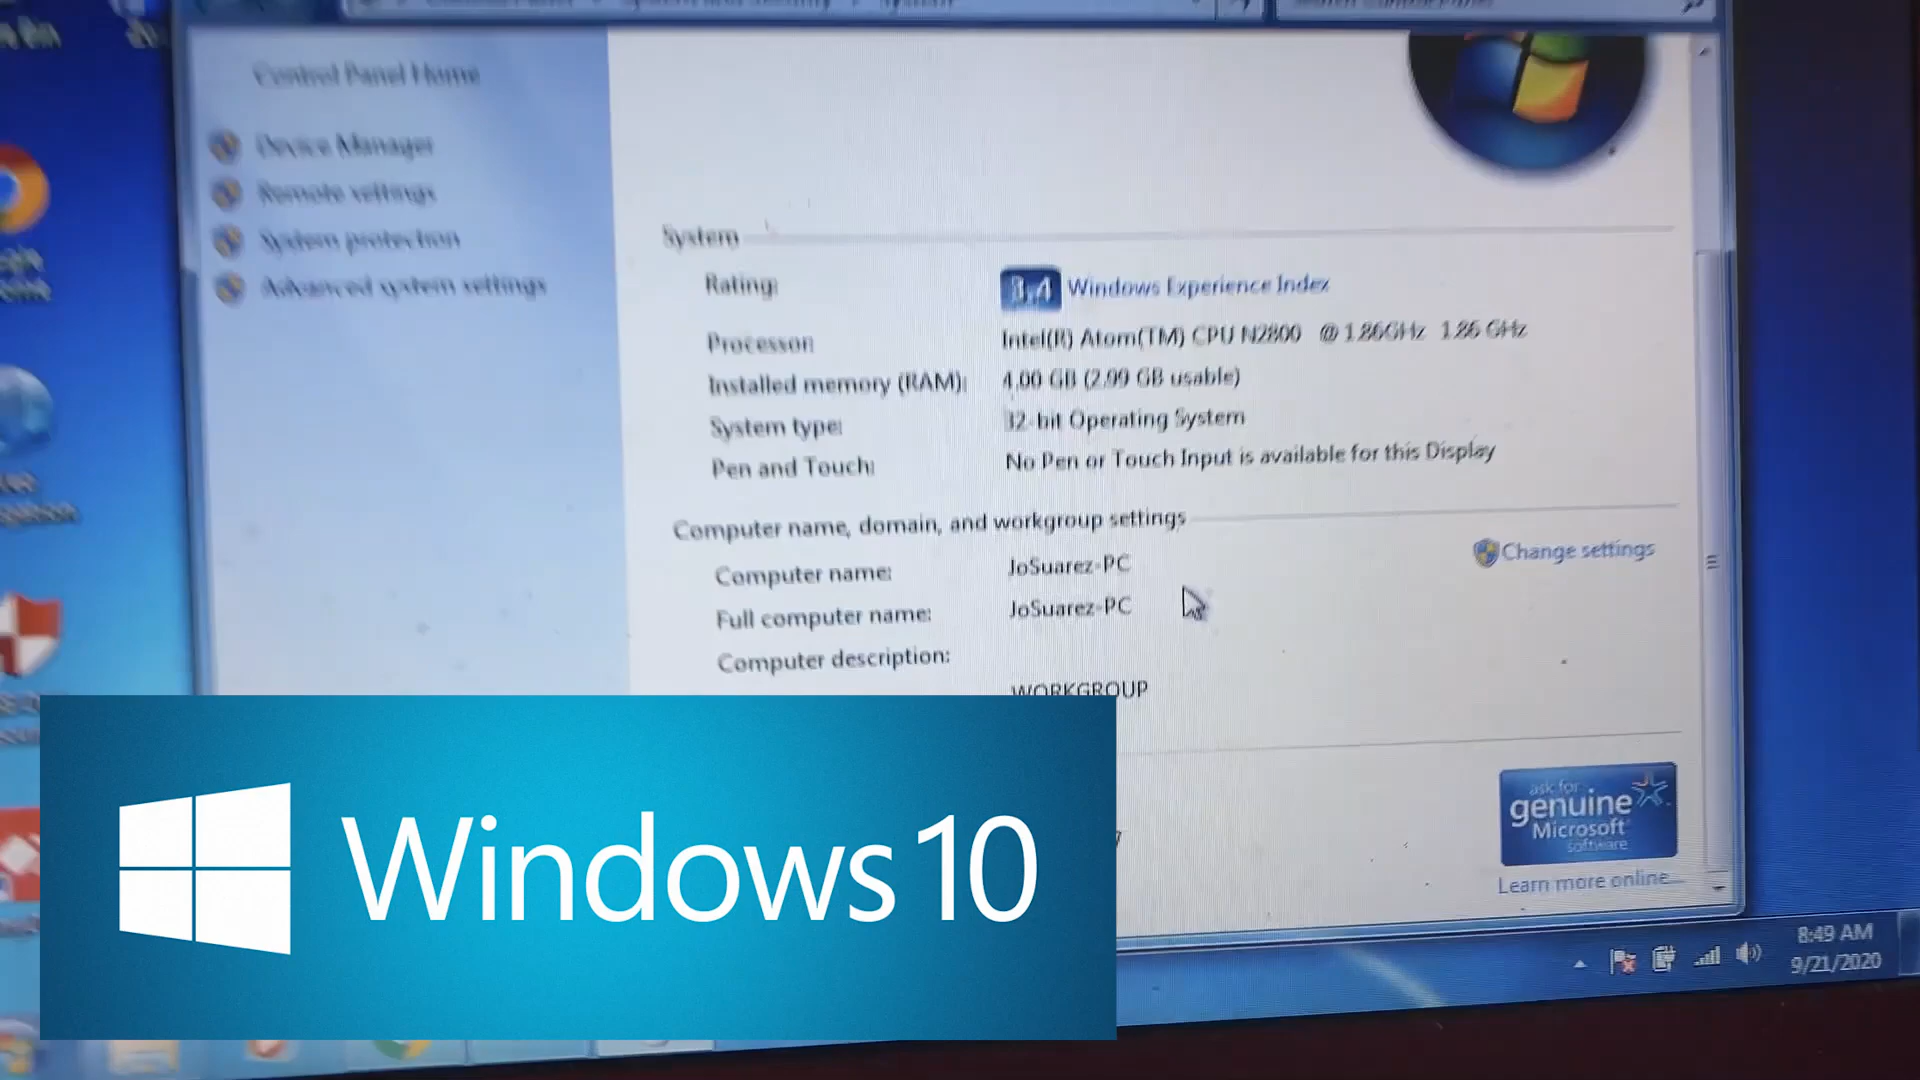 Control Panel Home
Device Manager
Remote settings
System protection
Advanced system settings
System
Rating:
3.4 Windows Experience Index
Processor:
Intel(R) Atom(TM) CPU N2800 @ 1.86GHz 1.86 GHz
Installed memory (RAM):
4.00 GB (2.99 GB usable)
System type:
32-bit Operating System
Pen and Touch:
No Pen or Touch Input is available for this Display
Computer name, domain, and workgroup settings
Computer name:
JoSuarez-PC
Change settings
Full computer name:
JoSuarez-PC
Computer description:
WORKGROUP
ask for
genuine
Microsoft
software
Learn more online...
Windows 10
8:49 AM
9/21/2020